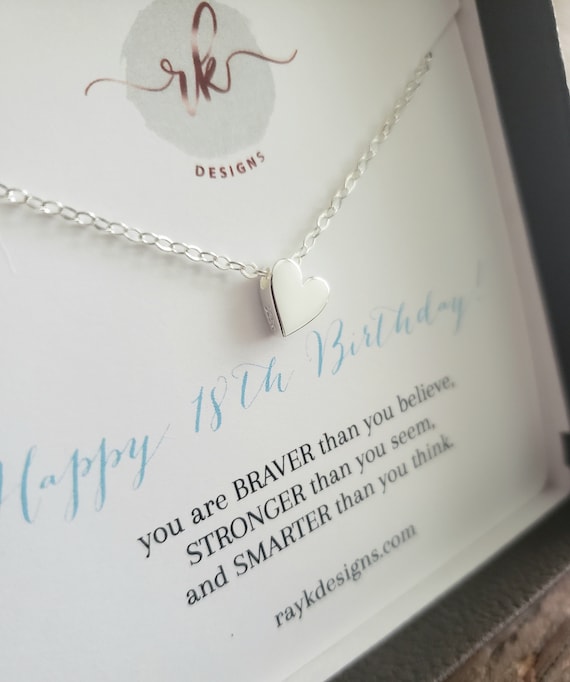 rk
DESIGNS
Happy 18th Birthday!
you are BRAVER than you believe,
STRONGER than you seem,
and SMARTER than you think.
raykdesigns.com